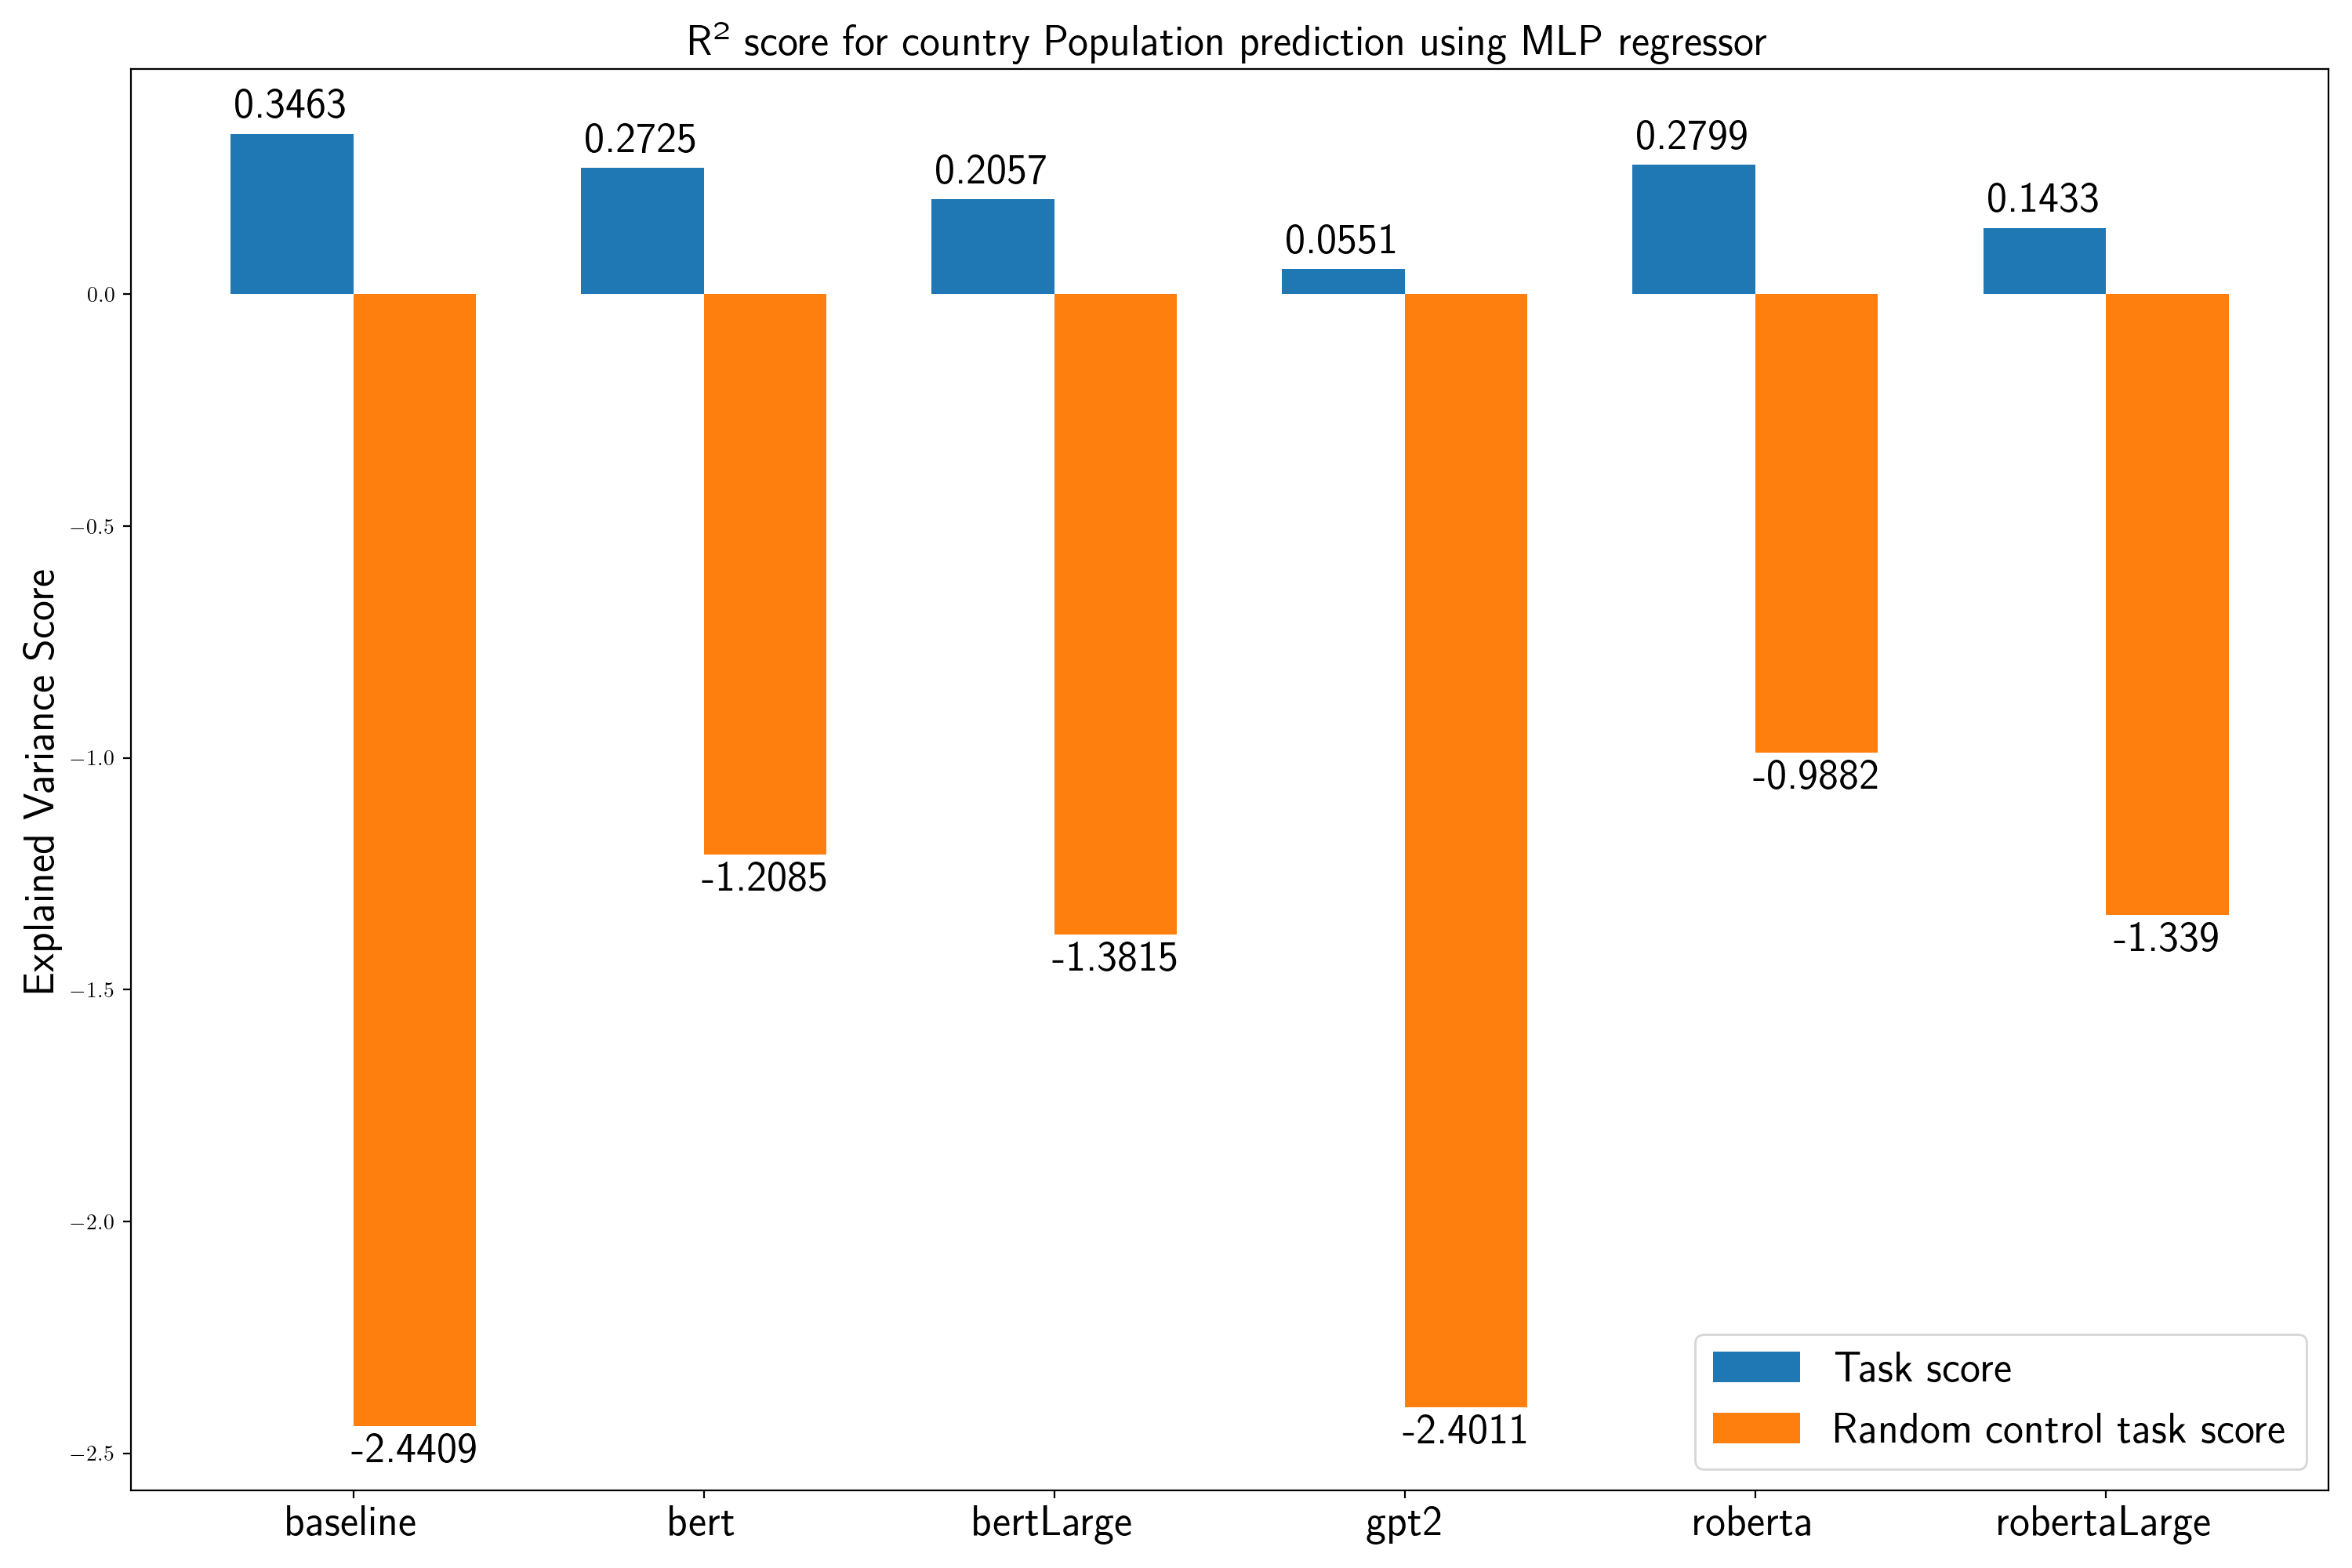 R² score for country Population prediction using MLP regressor
Explained Variance Score
0.0
−0.5
−1.0
−1.5
−2.0
−2.5
0.3463
0.2725
0.2057
0.0551
0.2799
0.1433
-2.4409
-1.2085
-1.3815
-2.4011
-0.9882
-1.339
Task score
Random control task score
baseline
bert
bertLarge
gpt2
roberta
robertaLarge